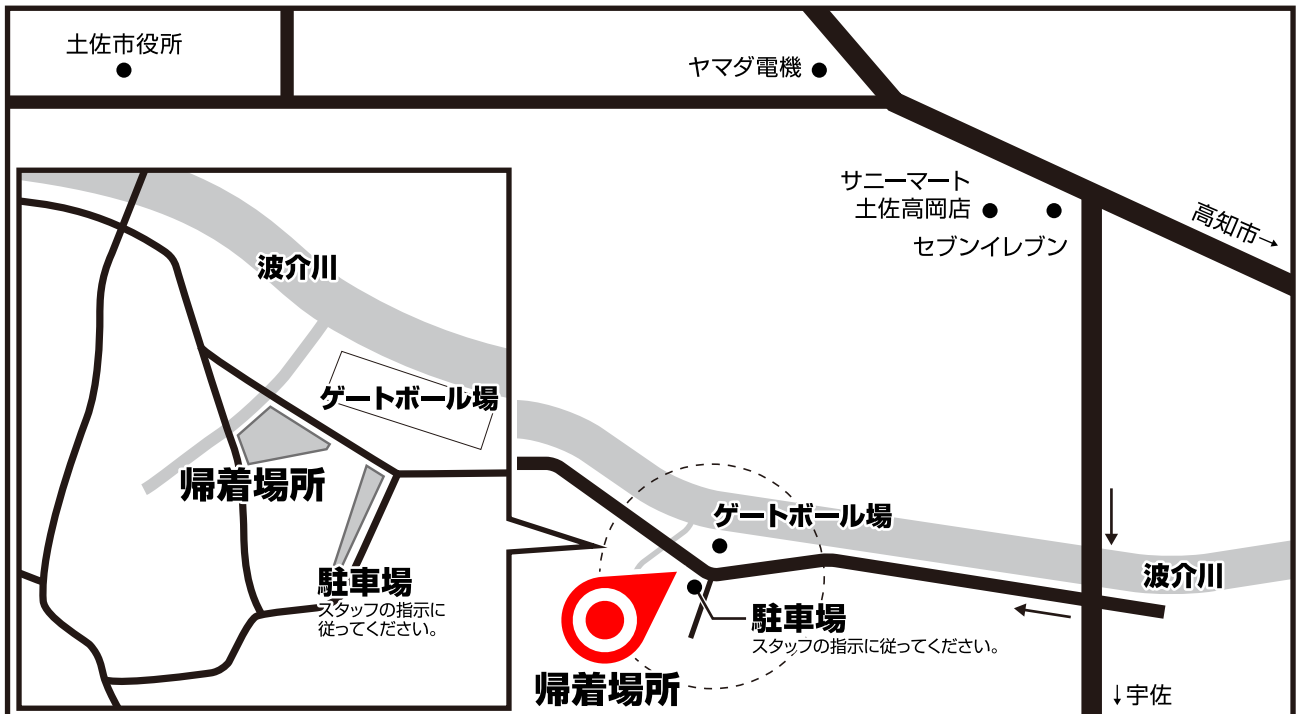 土佐市役所
ヤマダ電機
サニーマート
土佐高岡店
セブンイレブン
高知市→
波介川
ゲートボール場
帰着場所
駐車場
スタッフの指示に
従ってください。
ゲートボール場
波介川
駐車場
スタッフの指示に従ってください。
帰着場所
↓宇佐